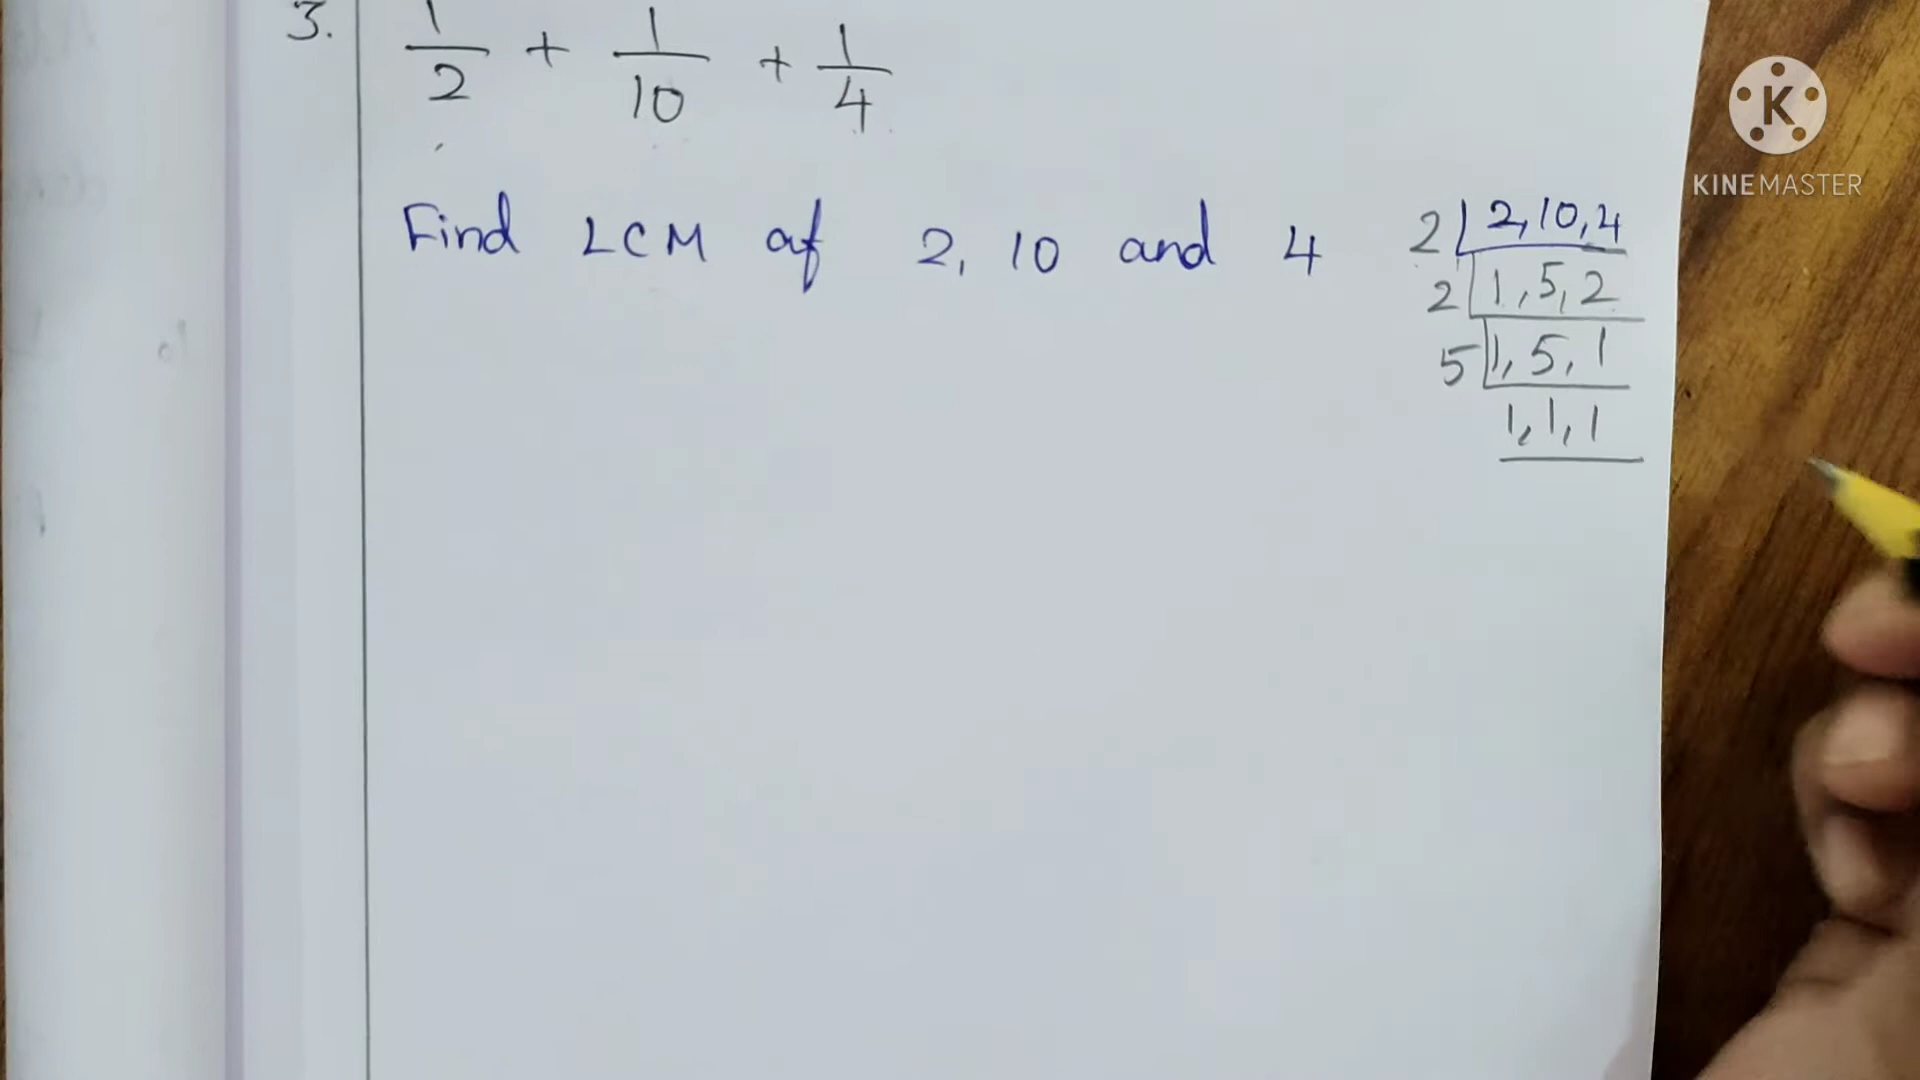 3. 1/2 + 1/10 + 1/4
Find LCM of 2, 10 and 4
2 | 2, 10, 4
2 | 1, 5, 2
5 | 1, 5, 1
1, 1, 1
K
KINEMASTER